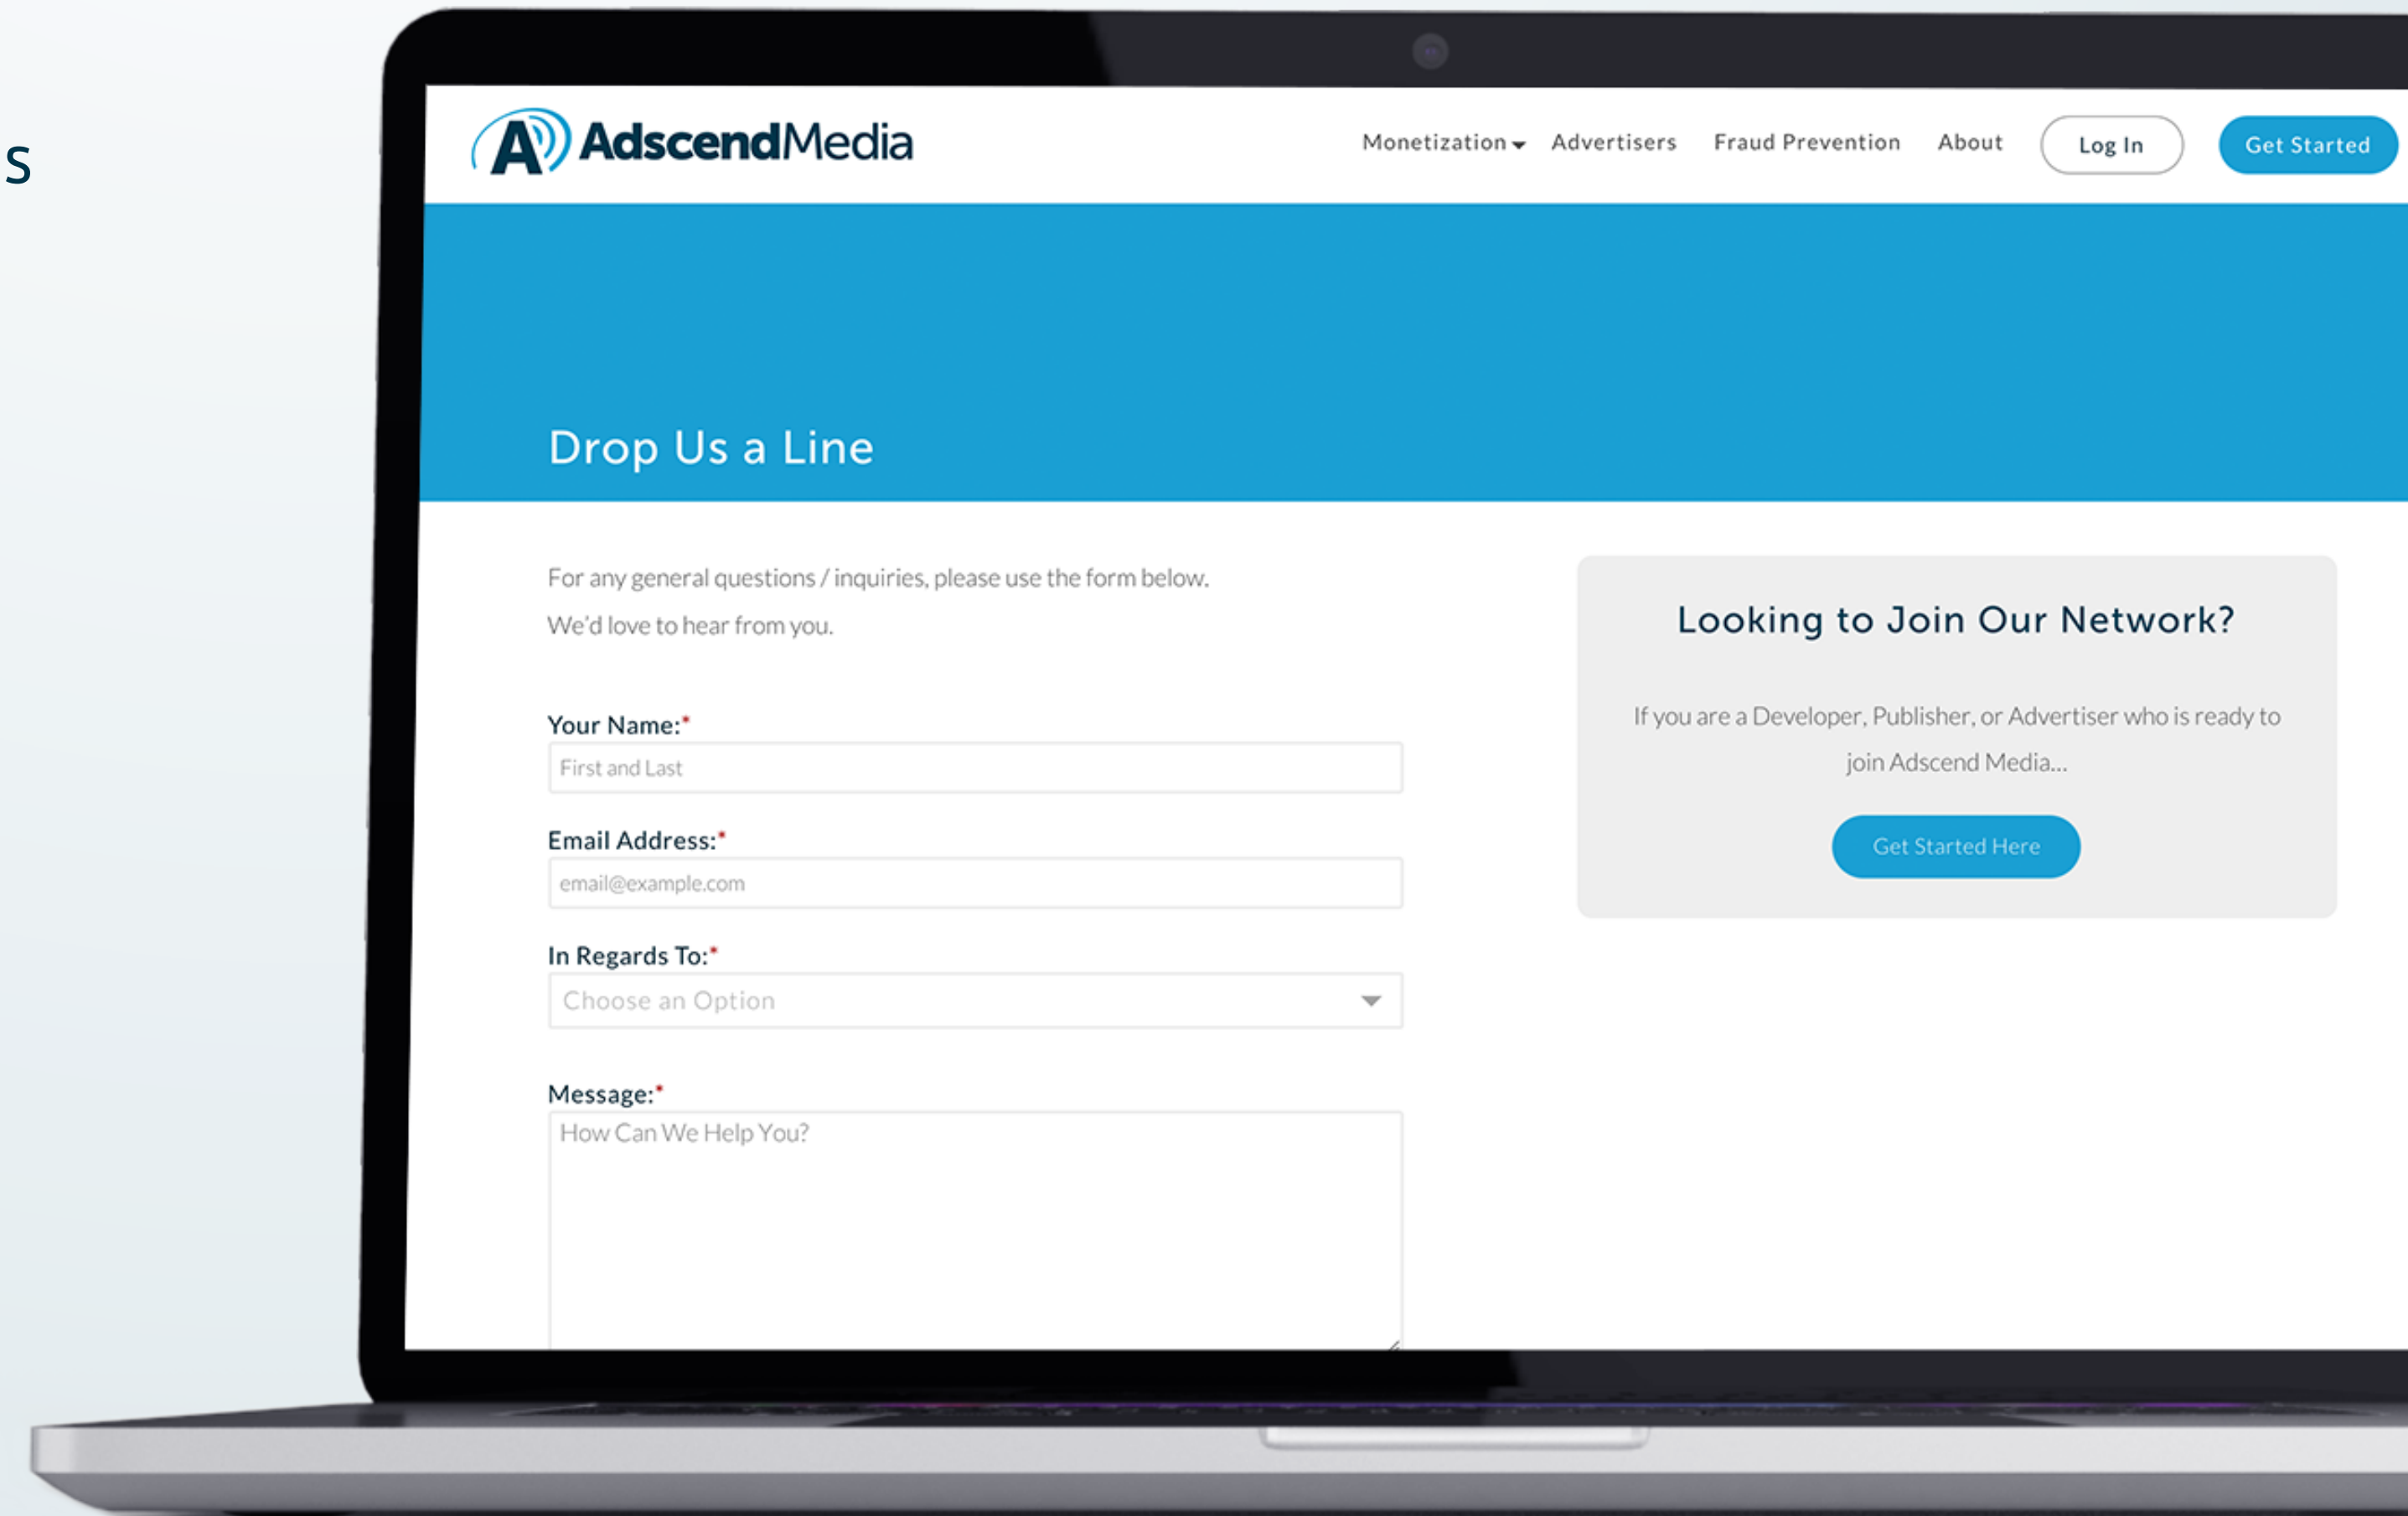 s
AdscendMedia
Monetization Advertisers Fraud Prevention About Log In Get Started
Drop Us a Line
For any general questions / inquiries, please use the form below.
We'd love to hear from you.
Your Name:*
First and Last
Email Address:*
email@example.com
In Regards To:*
Choose an Option
Message:*
How Can We Help You?
Looking to Join Our Network?
If you are a Developer, Publisher, or Advertiser who is ready to
join Adscend Media...
Get Started Here